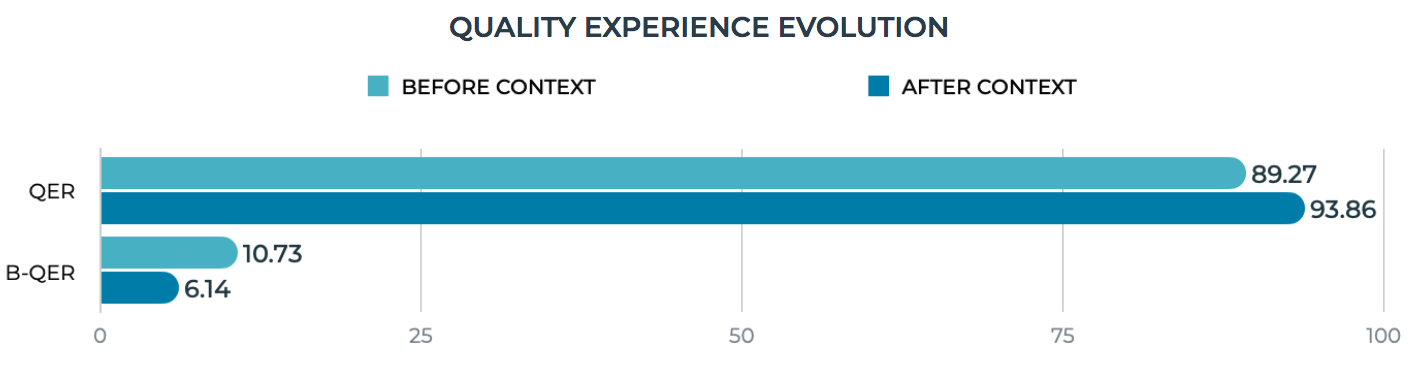 QUALITY EXPERIENCE EVOLUTION
BEFORE CONTEXT AFTER CONTEXT
QER 89.27
93.86
B-QER 10.73
6.14
0 25 50 75 100